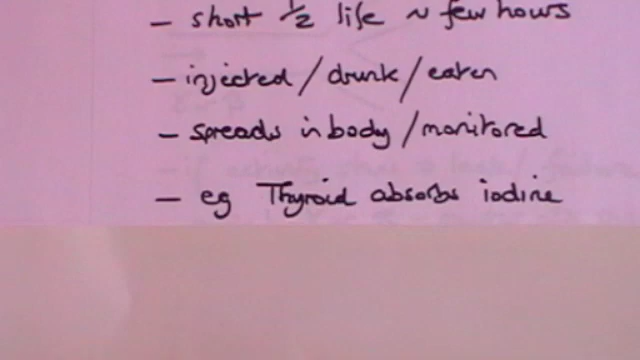 - short ½ life ~ few hours
- injected/drunk/eaten
- spreads in body/monitored
- eg Thyroid absorbs iodine